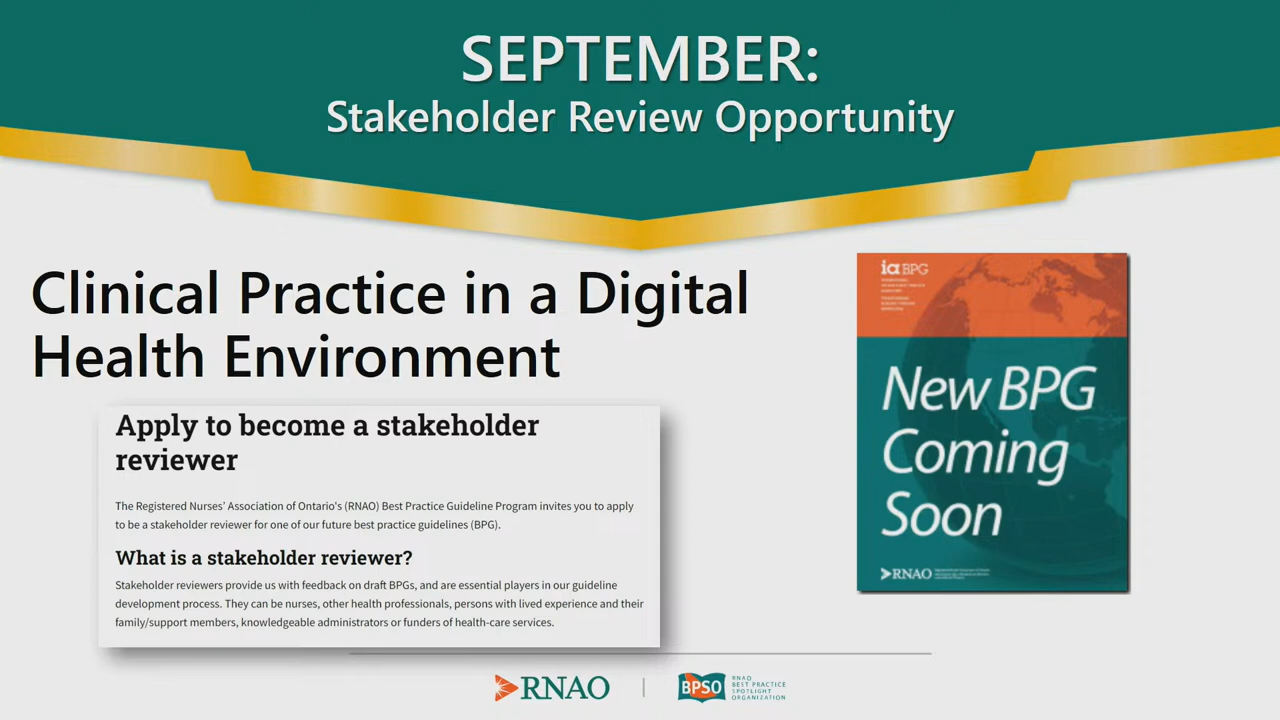 SEPTEMBER:
Stakeholder Review Opportunity
Clinical Practice in a Digital
Health Environment
Apply to become a stakeholder
reviewer
The Registered Nurses' Association of Ontario's (RNAO) Best Practice Guideline Program invites you to apply
to be a stakeholder reviewer for one of our future best practice guidelines (BPG).
What is a stakeholder reviewer?
Stakeholder reviewers provide us with feedback on draft BPGs, and are essential players in our guideline
development process. They can be nurses, other health professionals, persons with lived experience and their
family/support members, knowledgeable administrators or funders of health-care services.
ia BPG
New BPG
Coming
Soon
RNAO
RNAO
BPSO
RNAO
BEST PRACTICE
SPOTLIGHT
ORGANIZATION